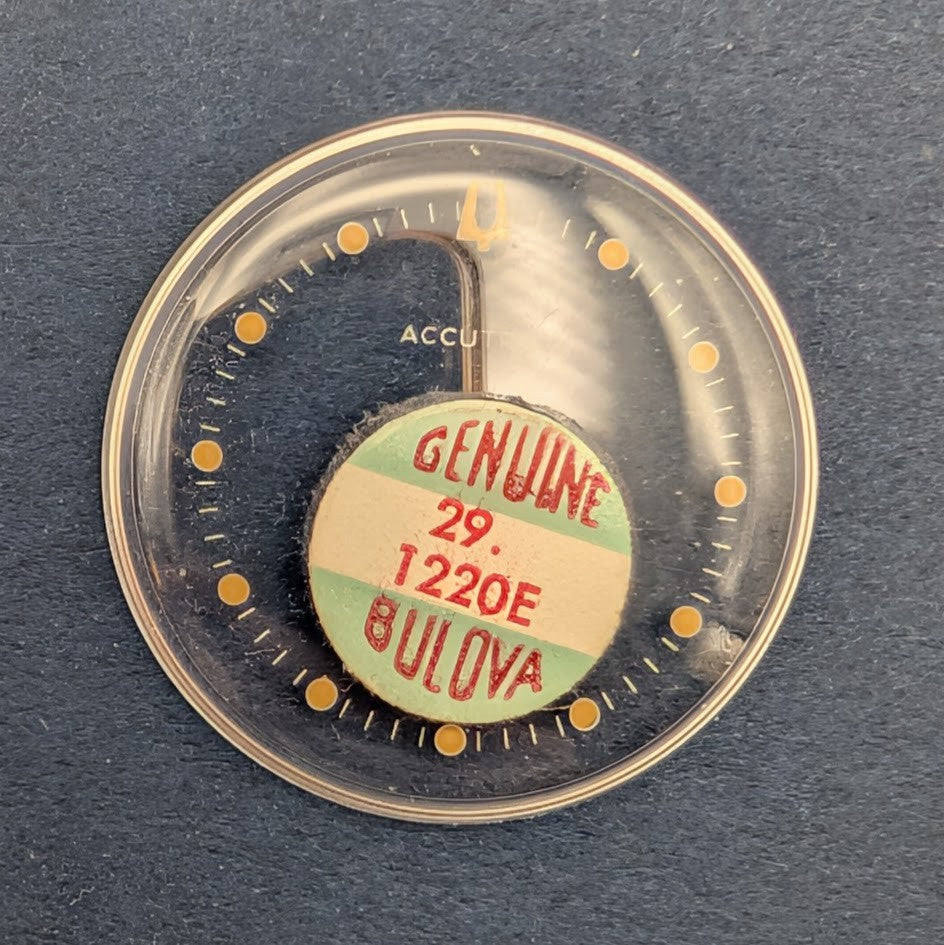 ACCUT
GENUINE
29.
1220E
BULOVA